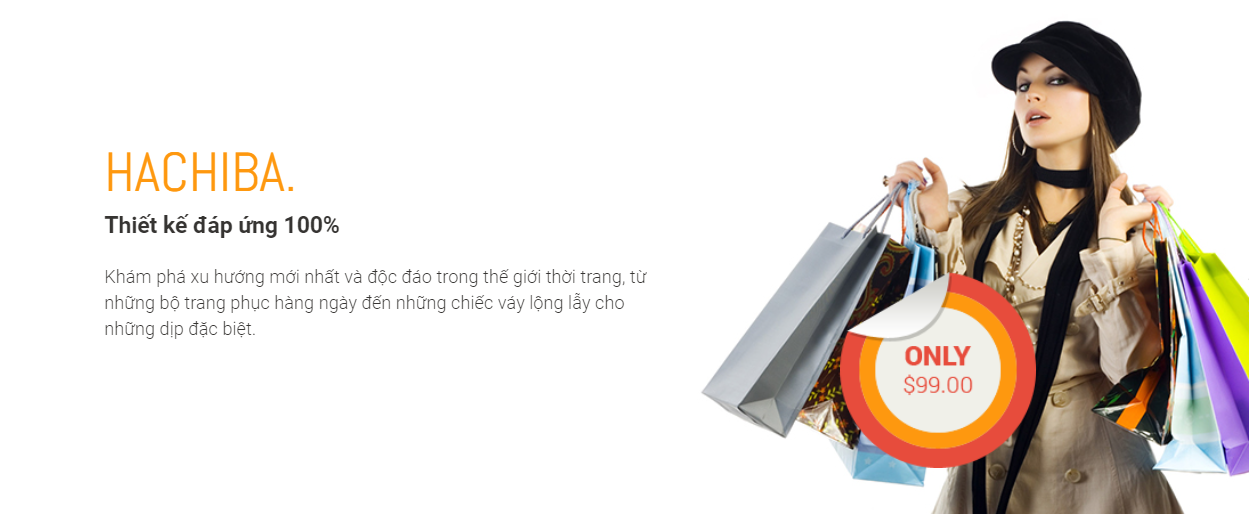 HACHIBA.
Thiết kế đáp ứng 100%
Khám phá xu hướng mới nhất và độc đáo trong thế giới thời trang, từ
những bộ trang phục hàng ngày đến những chiếc váy lộng lẫy cho
những dịp đặc biệt.
ONLY
$99.00